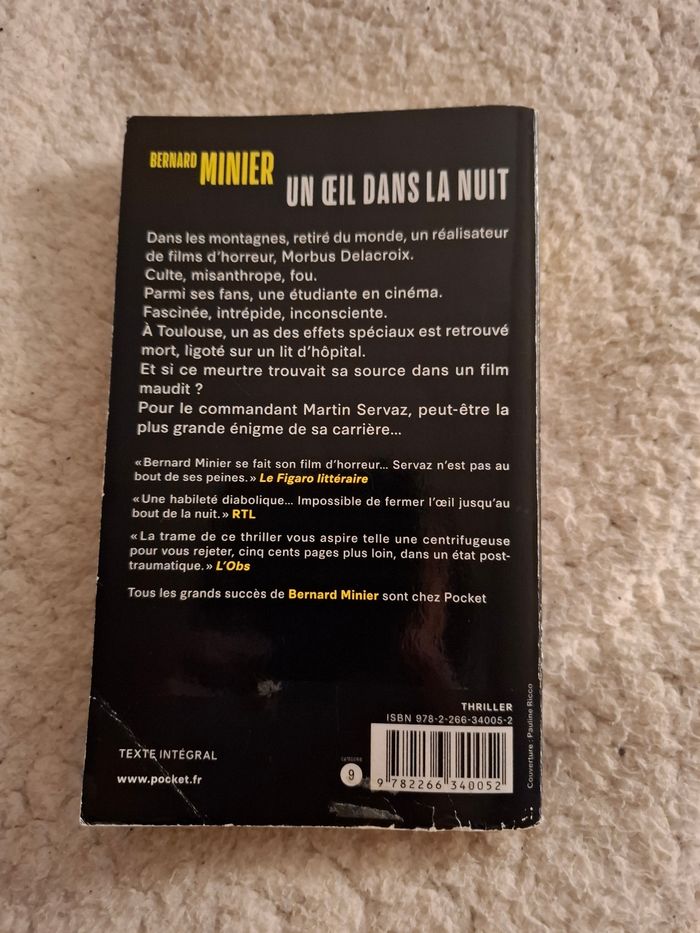 BERNARD MINIER
UN ŒIL DANS LA NUIT
Dans les montagnes, retiré du monde, un réalisateur
de films d'horreur, Morbus Delacroix.
Culte, misanthrope, fou.
Parmi ses fans, une étudiante en cinéma.
Fascinée, intrépide, inconsciente.
À Toulouse, un as des effets spéciaux est retrouvé
mort, ligoté sur un lit d'hôpital.
Et si ce meurtre trouvait sa source dans un film
maudit ?
Pour le commandant Martin Servaz, peut-être la
plus grande énigme de sa carrière...
« Bernard Minier se fait son film d'horreur... Servaz n'est pas au
bout de ses peines. » Le Figaro littéraire
« Une habileté diabolique... Impossible de fermer l'œil jusqu'au
bout de la nuit. » RTL
« La trame de ce thriller vous aspire telle une centrifugeuse
pour vous rejeter, cinq cents pages plus loin, dans un état post-
traumatique. » L'Obs
Tous les grands succès de Bernard Minier sont chez Pocket
THRILLER
ISBN 978-2-266-34005-2
9 782266 340052
9
TEXTE INTÉGRAL
www.pocket.fr
Couverture : Pauline Ricco